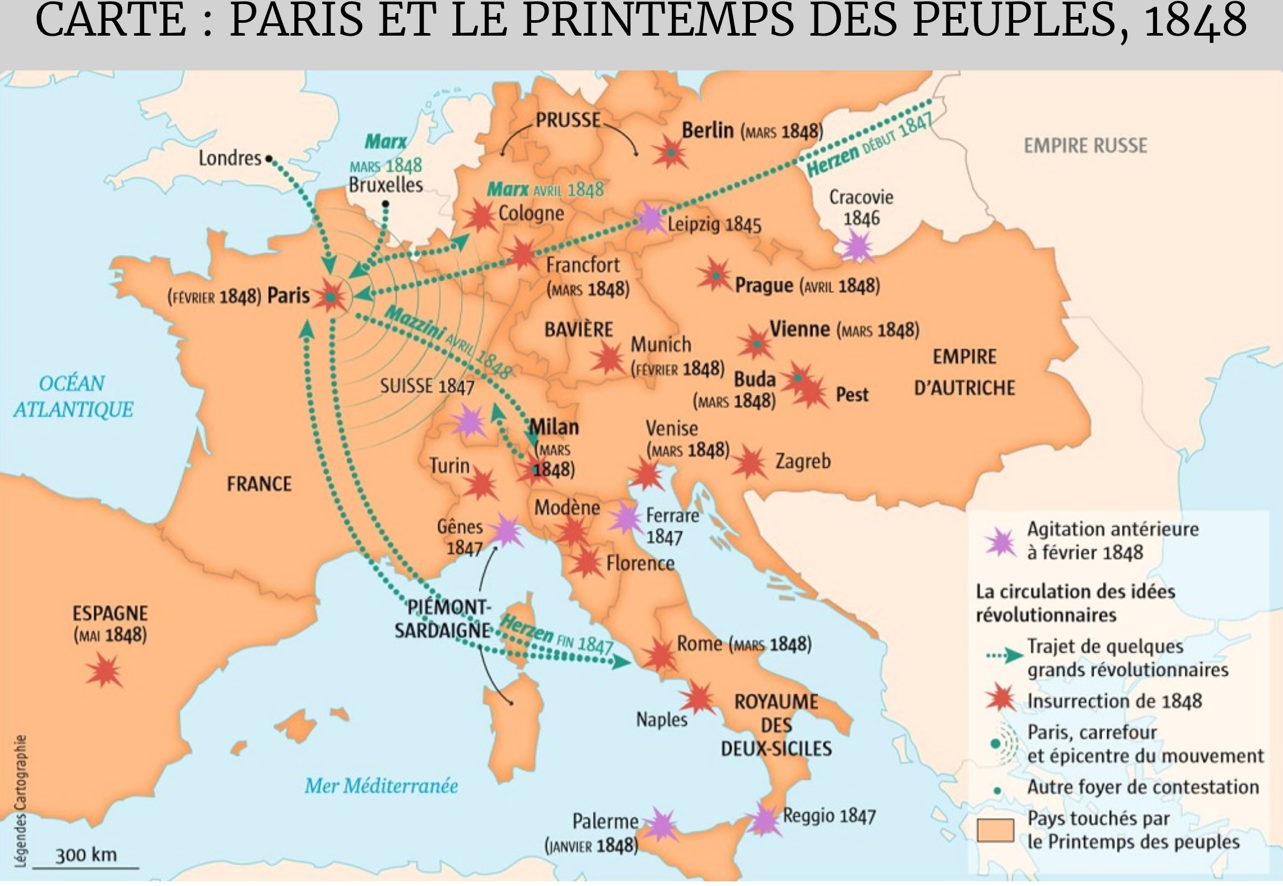 CARTE : PARIS ET LE PRINTEMPS DES PEUPLES, 1848
PRUSSE
Berlin (MARS 1848)
Herzen DÉBUT 1847
EMPIRE RUSSE
Londres
Marx
MARS 1848
Bruxelles
Marx AVRIL 1848
Cologne
Leipzig 1845
Cracovie
1846
Francfort
(MARS 1848)
Prague (AVRIL 1848)
(FÉVRIER 1848) Paris
Mazzini AVRIL 1848
BAVIÈRE
Munich
(FÉVRIER 1848)
Vienne (MARS 1848)
EMPIRE
D'AUTRICHE
Buda
(MARS 1848)
Pest
OCÉAN
ATLANTIQUE
SUISSE 1847
Milan
(MARS
1848)
Venise
(MARS 1848)
Zagreb
Turin
FRANCE
Gênes
1847
Modène
Ferrare
1847
Florence
ESPAGNE
(MAI 1848)
PIÉMONT-
SARDAIGNE
Herzen FIN 1847
Rome (MARS 1848)
Naples
ROYAUME
DES
DEUX-SICILES
Mer Méditerranée
Palerme
(JANVIER 1848)
Reggio 1847
Agitation antérieure
à février 1848
La circulation des idées
révolutionnaires
Trajet de quelques
grands révolutionnaires
Insurrection de 1848
Paris, carrefour
et épicentre du mouvement
Autre foyer de contestation
Pays touchés par
le Printemps des peuples
Légendes Cartographie
300 km